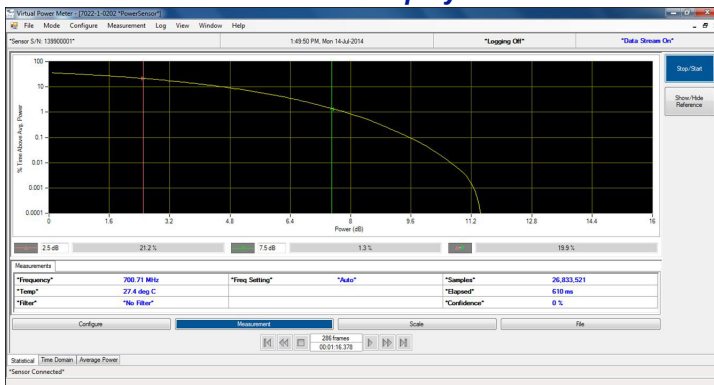 Virtual Power Meter - [7022-1-0202 *PowerSensor*]
File Mode Configure Measurement Log View Window Help
*Sensor S/N: 139900001* 1:49:50 PM, Mon 14-Jul-2014 *Logging Off* *Data Stream On*
Stop/Start
Show/Hide Reference
% Time Above Avg. Power
100
10
1
0.1
0.01
0.001
0.0001
0 1.6 3.2 4.8 6.4 8 9.6 11.2 12.8 14.4 16
Power (dB)
2.5 dB 21.2 % 7.5 dB 1.3 % 19.9 %
Measurements
*Frequency* 700.71 MHz *Freq Setting* *Auto* *Samples* 26,833,521
*Temp* 27.4 deg C *Elapsed* 610 ms
*Filter* *No Filter* *Confidence* 0 %
Configure Measurement Scale File
286 frames
00:01:16.378
Statistical Time Domain Average Power
*Sensor Connected*